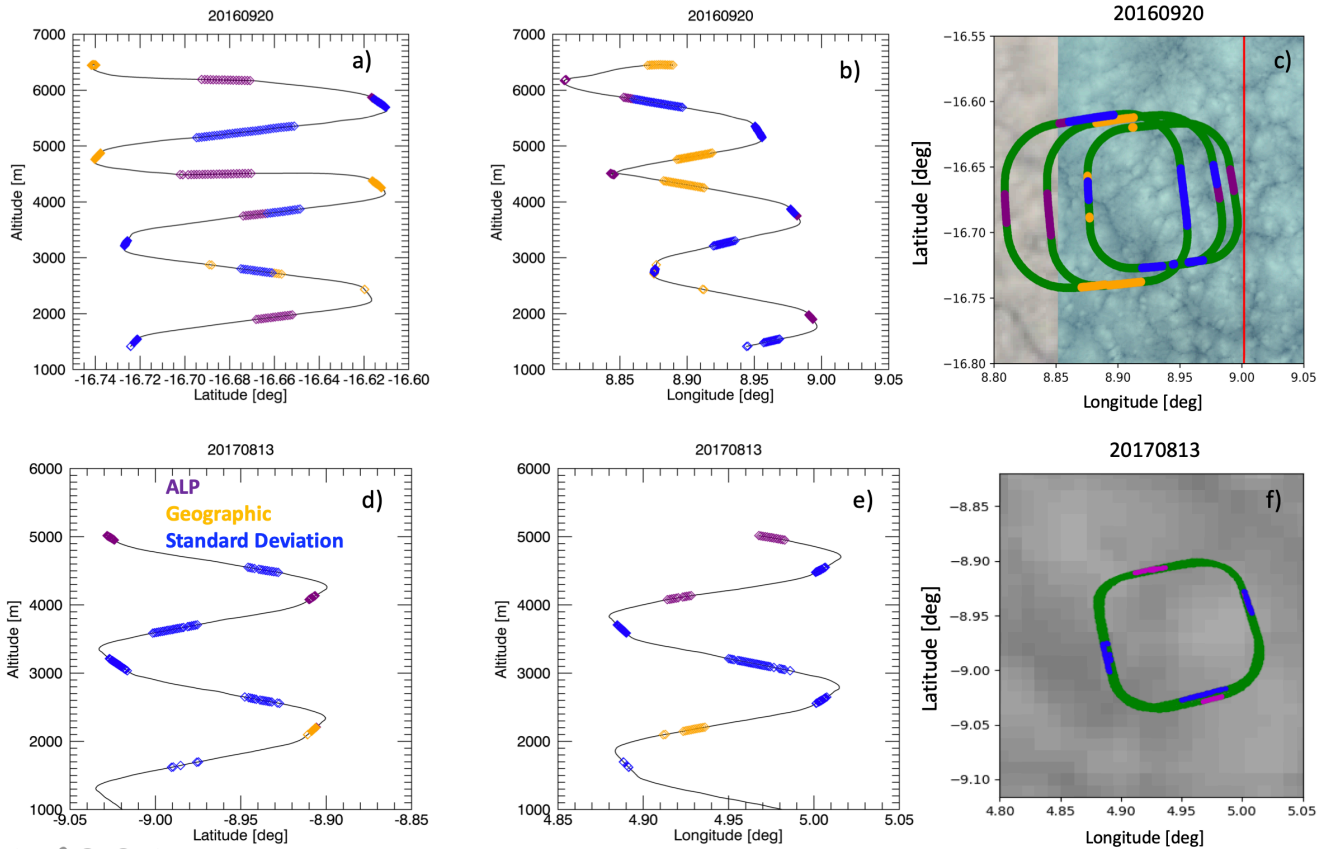 20160920
7000
6000
5000
4000
3000
2000
1000
Altitude [m]
a)
-16.74 -16.72 -16.70 -16.68 -16.66 -16.64 -16.62 -16.60
Latitude [deg]
20160920
7000
6000
5000
4000
3000
2000
1000
Altitude [m]
b)
8.85 8.90 8.95 9.00 9.05
Longitude [deg]
20160920
−16.55
−16.60
−16.65
−16.70
−16.75
−16.80
Latitude [deg]
c)
8.80 8.85 8.90 8.95 9.00 9.05
Longitude [deg]
20170813
6000
5000
4000
3000
2000
1000
Altitude [m]
ALP
Geographic
Standard Deviation
d)
-9.05 -9.00 -8.95 -8.90 -8.85
Latitude [deg]
20170813
6000
5000
4000
3000
2000
1000
Altitude [m]
e)
4.85 4.90 4.95 5.00 5.05
Longitude [deg]
20170813
−8.85
−8.90
−8.95
−9.00
−9.05
−9.10
Latitude [deg]
f)
4.80 4.85 4.90 4.95 5.00 5.05
Longitude [deg]